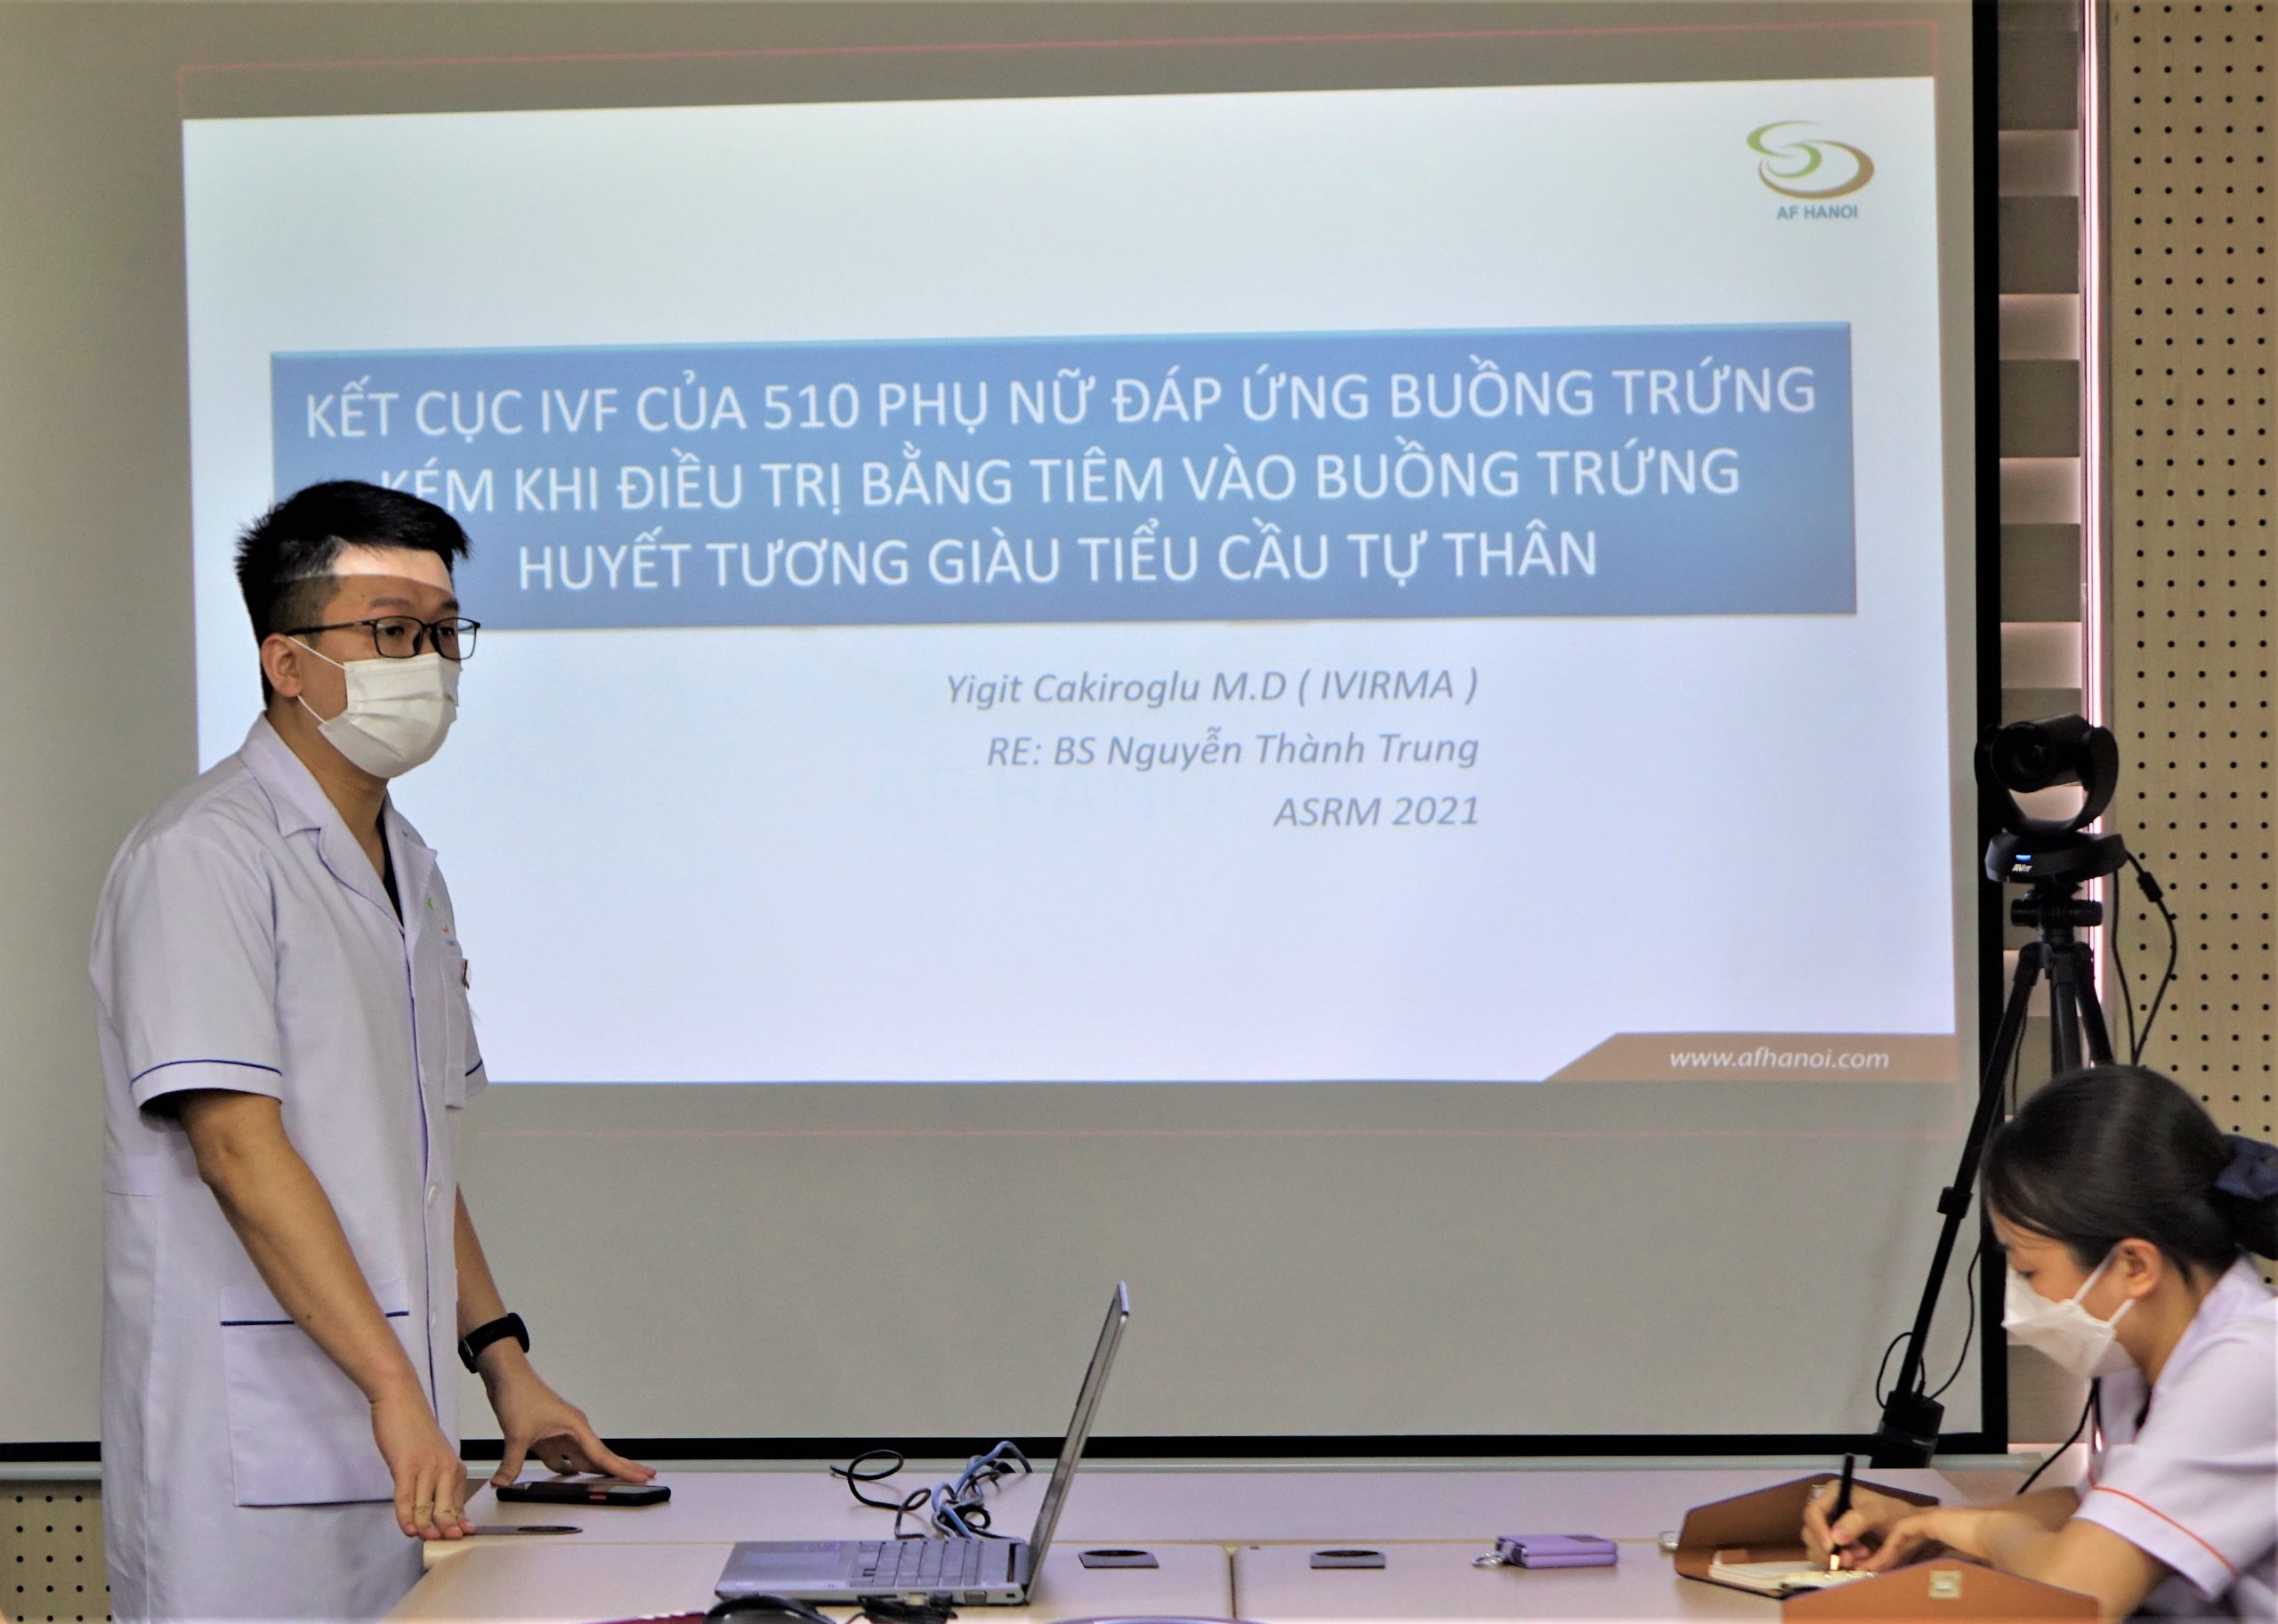 AF HANOI
KẾT CỤC IVF CỦA 510 PHỤ NỮ ĐÁP ỨNG BUỒNG TRỨNG
KÉM KHI ĐIỀU TRỊ BẰNG TIÊM VÀO BUỒNG TRỨNG
HUYẾT TƯƠNG GIÀU TIỂU CẦU TỰ THÂN
Yigit Cakiroglu M.D ( IVIRMA )
RE: BS Nguyễn Thành Trung
ASRM 2021
www.afhanoi.com
AVer